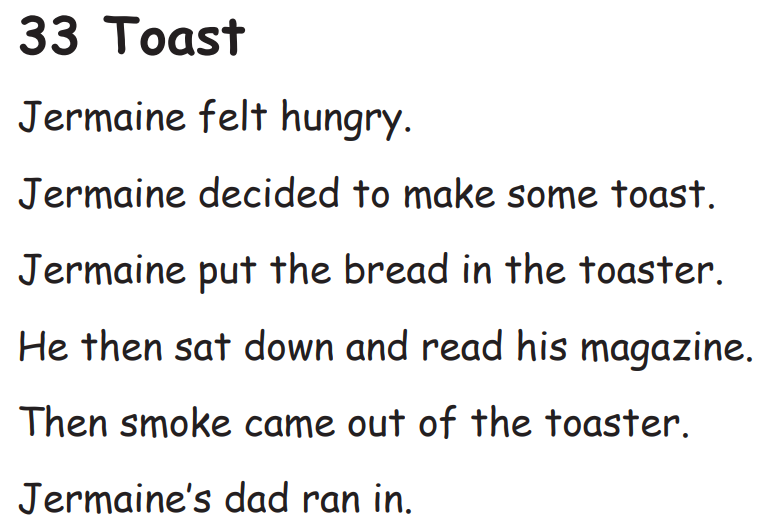 33 Toast
Jermaine felt hungry.
Jermaine decided to make some toast.
Jermaine put the bread in the toaster.
He then sat down and read his magazine.
Then smoke came out of the toaster.
Jermaine's dad ran in.